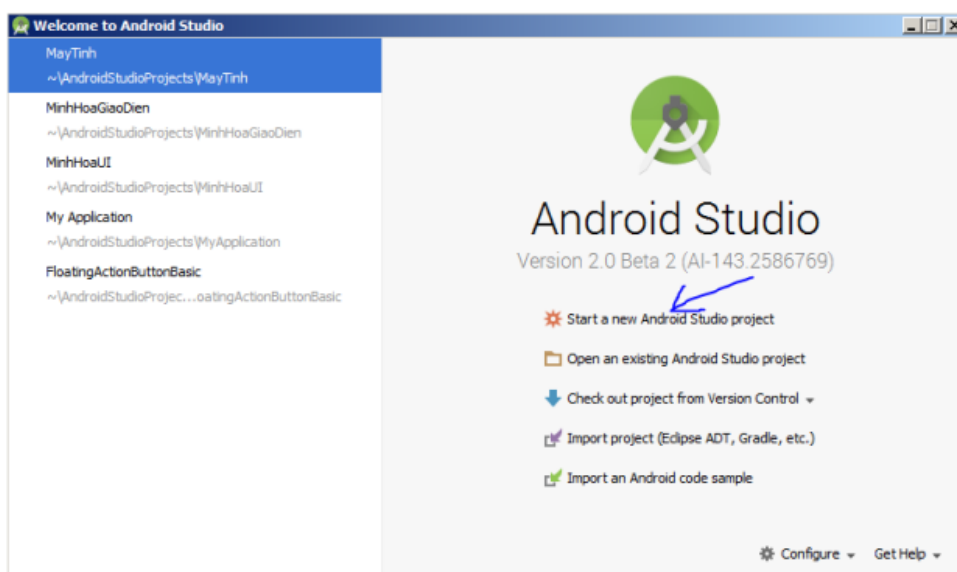 Welcome to Android Studio
MayTinh
~\AndroidStudioProjects\MayTinh
MinhHoaGiaoDien
~\AndroidStudioProjects\MinhHoaGiaoDien
MinhHoaUI
~\AndroidStudioProjects\MinhHoaUI
My Application
~\AndroidStudioProjects\MyApplication
FloatingActionButtonBasic
~\AndroidStudioProjec...oatingActionButtonBasic
Android Studio
Version 2.0 Beta 2 (AI-143.2586769)
Start a new Android Studio project
Open an existing Android Studio project
Check out project from Version Control
Import project (Eclipse ADT, Gradle, etc.)
Import an Android code sample
Configure
Get Help